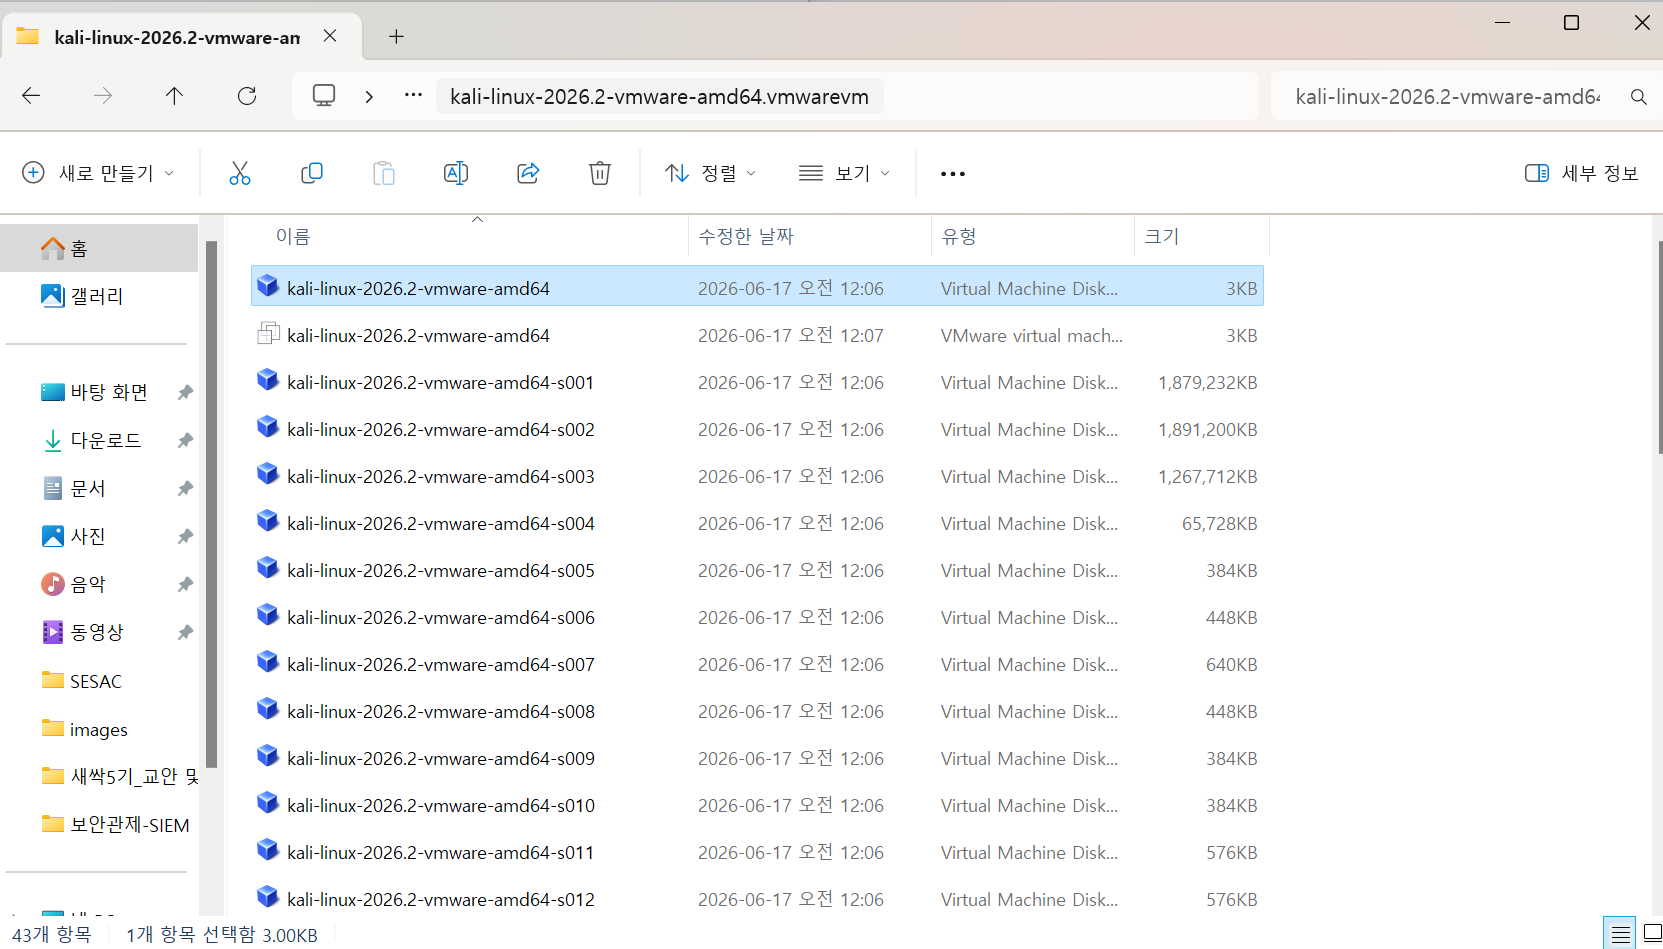 kali-linux-2026.2-vmware-am
kali-linux-2026.2-vmware-amd64.vmwarevm
kali-linux-2026.2-vmware-amd64
새로 만들기
정렬
보기
세부 정보
이름 수정한 날짜 유형 크기
홈
갤러리
바탕 화면
다운로드
문서
사진
음악
동영상
SESAC
images
새싹5기_교안 및
보안관제-SIEM
kali-linux-2026.2-vmware-amd64 2026-06-17 오전 12:06 Virtual Machine Disk... 3KB
kali-linux-2026.2-vmware-amd64 2026-06-17 오전 12:07 VMware virtual mach... 3KB
kali-linux-2026.2-vmware-amd64-s001 2026-06-17 오전 12:06 Virtual Machine Disk... 1,879,232KB
kali-linux-2026.2-vmware-amd64-s002 2026-06-17 오전 12:06 Virtual Machine Disk... 1,891,200KB
kali-linux-2026.2-vmware-amd64-s003 2026-06-17 오전 12:06 Virtual Machine Disk... 1,267,712KB
kali-linux-2026.2-vmware-amd64-s004 2026-06-17 오전 12:06 Virtual Machine Disk... 65,728KB
kali-linux-2026.2-vmware-amd64-s005 2026-06-17 오전 12:06 Virtual Machine Disk... 384KB
kali-linux-2026.2-vmware-amd64-s006 2026-06-17 오전 12:06 Virtual Machine Disk... 448KB
kali-linux-2026.2-vmware-amd64-s007 2026-06-17 오전 12:06 Virtual Machine Disk... 640KB
kali-linux-2026.2-vmware-amd64-s008 2026-06-17 오전 12:06 Virtual Machine Disk... 448KB
kali-linux-2026.2-vmware-amd64-s009 2026-06-17 오전 12:06 Virtual Machine Disk... 384KB
kali-linux-2026.2-vmware-amd64-s010 2026-06-17 오전 12:06 Virtual Machine Disk... 384KB
kali-linux-2026.2-vmware-amd64-s011 2026-06-17 오전 12:06 Virtual Machine Disk... 576KB
kali-linux-2026.2-vmware-amd64-s012 2026-06-17 오전 12:06 Virtual Machine Disk... 576KB
43개 항목 1개 항목 선택함 3.00KB